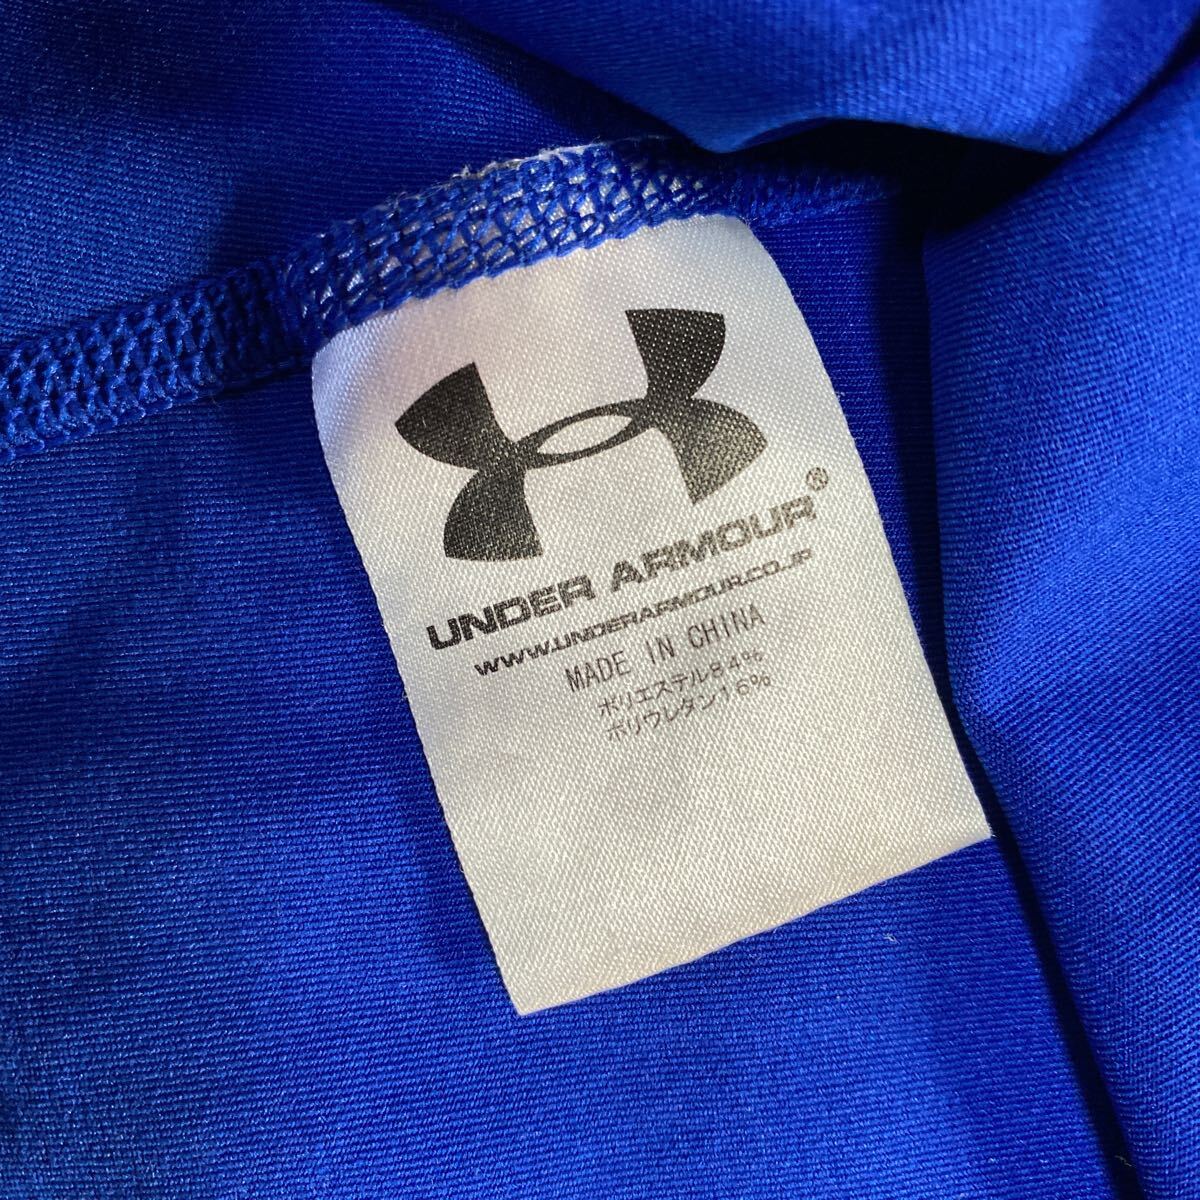 UNDER ARMOUR®
WWW.UNDERARMOUR.CO.JP
MADE IN CHINA
ポリエステル84%
ポリウレタン16%